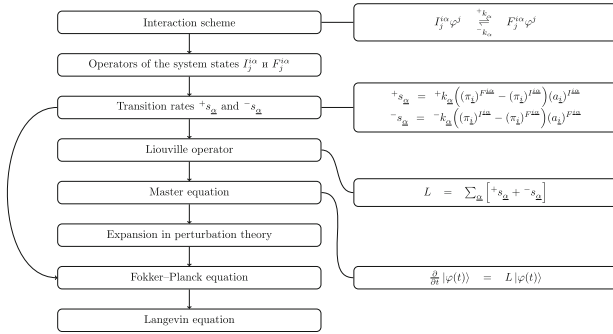 Interaction scheme
I_j^{iα} φ^j ⇌ F_j^{iα} φ^j
⁺k_α
⁻k_α
Operators of the system states I_j^{iα} и F_j^{iα}
Transition rates ⁺s_α and ⁻s_α
⁺s_α = ⁺k_α((π_i)^{F^{iα}} − (π_i)^{I^{iα}})(a_i)^{I^{iα}}
⁻s_α = ⁻k_α((π_i)^{I^{iα}} − (π_i)^{F^{iα}})(a_i)^{F^{iα}}
Liouville operator
Master equation
L = ∑_α [⁺s_α + ⁻s_α]
Expansion in perturbation theory
Fokker–Planck equation
∂/∂t |φ(t)⟩ = L |φ(t)⟩
Langevin equation